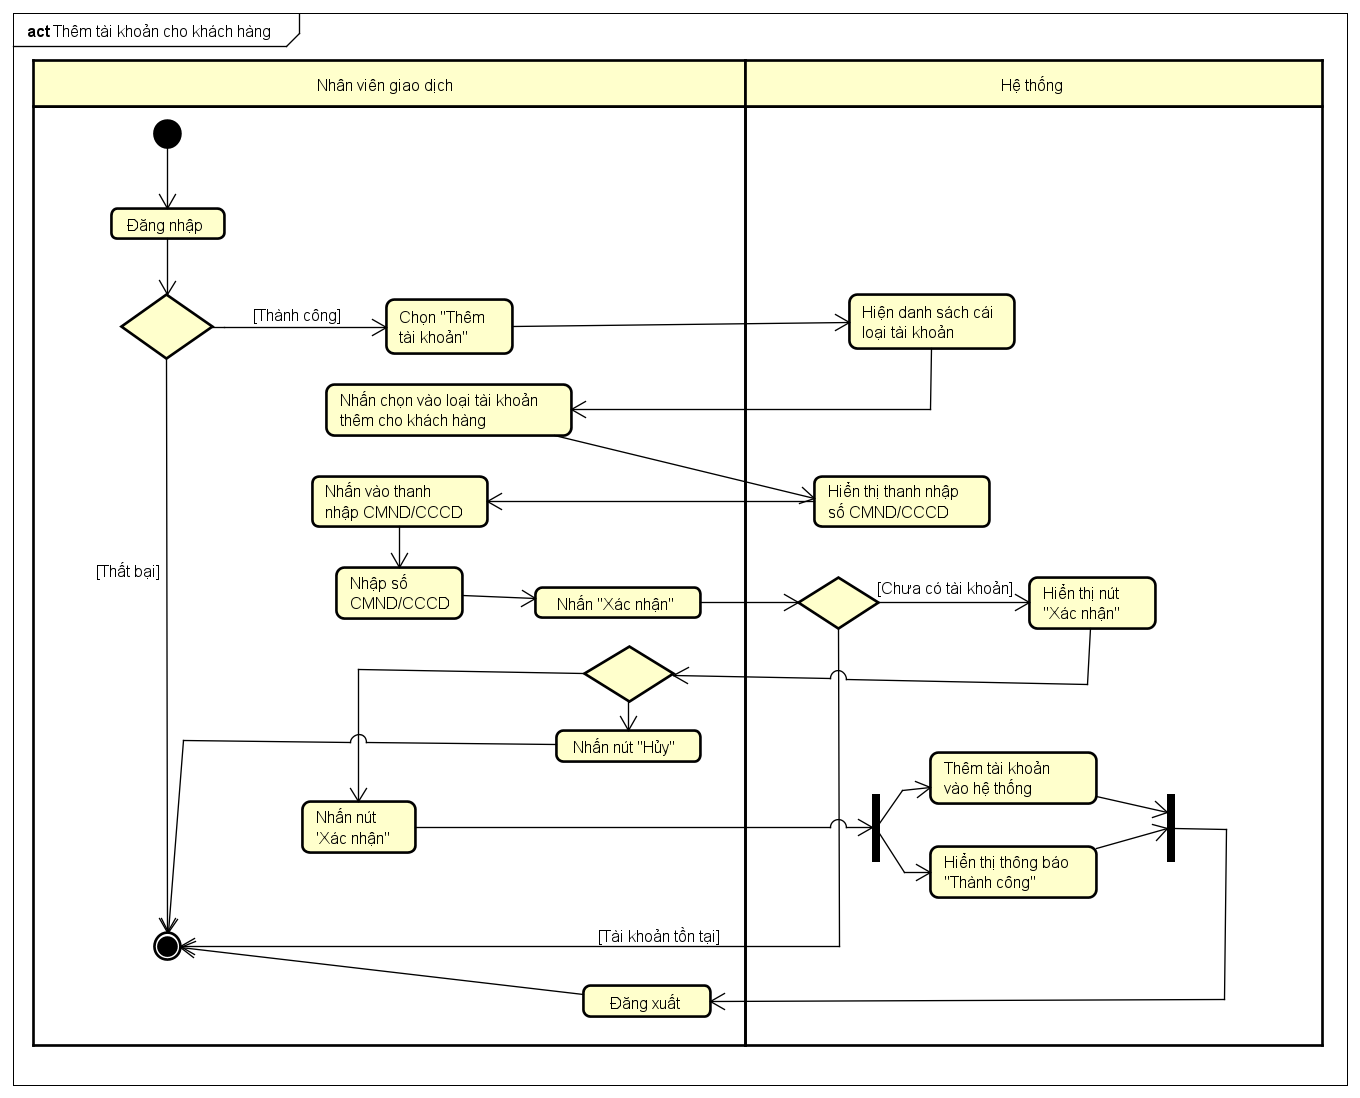 act Thêm tài khoản cho khách hàng
Nhân viên giao dịch
Hệ thống
Đăng nhập
[Thành công]
Chọn "Thêm
tài khoản"
Hiện danh sách cái
loại tài khoản
Nhấn chọn vào loại tài khoản
thêm cho khách hàng
Nhấn vào thanh
nhập CMND/CCCD
Hiển thị thanh nhập
số CMND/CCCD
[Thất bại]
Nhập số
CMND/CCCD
Nhấn "Xác nhận"
[Chưa có tài khoản]
Hiển thị nút
"Xác nhận"
Nhấn nút "Hủy"
Thêm tài khoản
vào hệ thống
Nhấn nút
'Xác nhận"
Hiển thị thông báo
"Thành công"
[Tài khoản tồn tại]
Đăng xuất